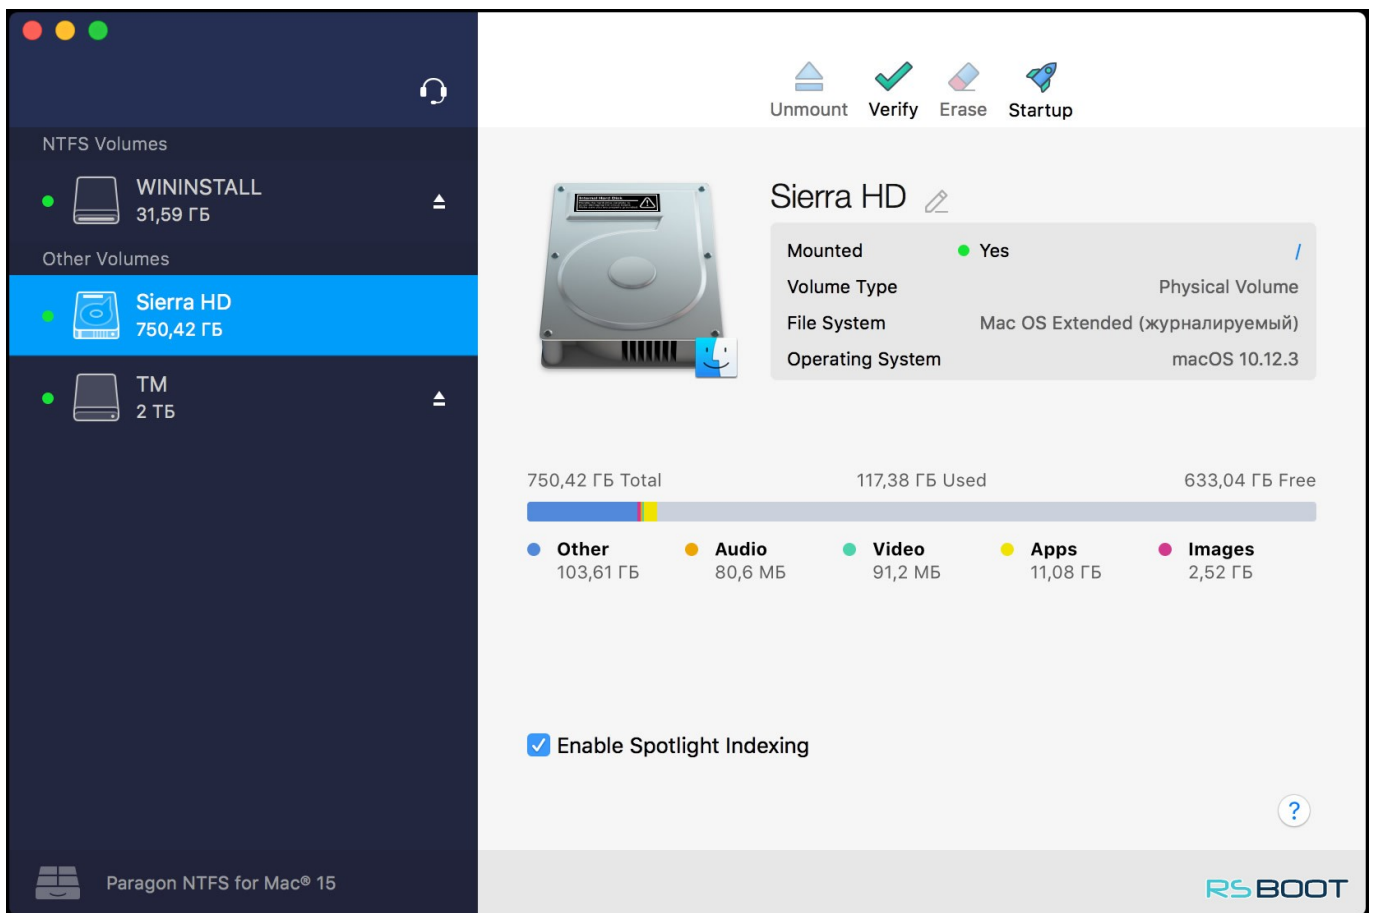 Unmount Verify Erase Startup
NTFS Volumes
WININSTALL
31,59 ГБ
Other Volumes
Sierra HD
750,42 ГБ
TM
2 ТБ
Paragon NTFS for Mac® 15
Sierra HD
Mounted Yes /
Volume Type Physical Volume
File System Mac OS Extended (журналируемый)
Operating System macOS 10.12.3
750,42 ГБ Total 117,38 ГБ Used 633,04 ГБ Free
Other Audio Video Apps Images
103,61 ГБ 80,6 МБ 91,2 МБ 11,08 ГБ 2,52 ГБ
Enable Spotlight Indexing
?
RSBOOT